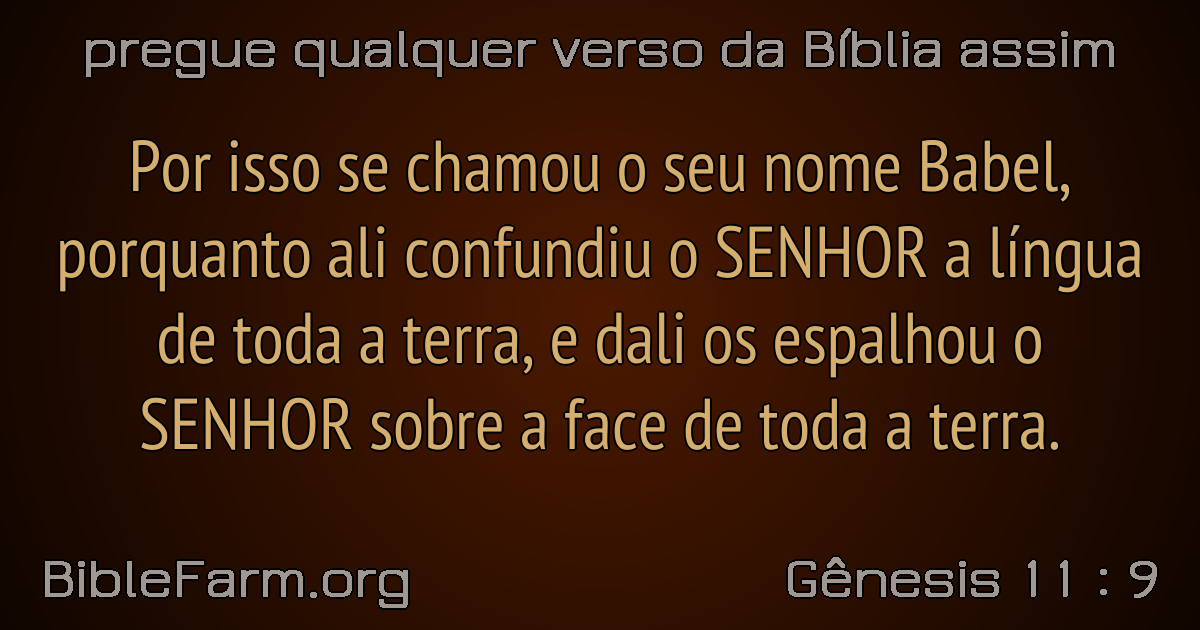 pregue qualquer verso da Bíblia assim
Por isso se chamou o seu nome Babel,
porquanto ali confundiu o SENHOR a língua
de toda a terra, e dali os espalhou o
SENHOR sobre a face de toda a terra.
BibleFarm.org
Gênesis 11 : 9